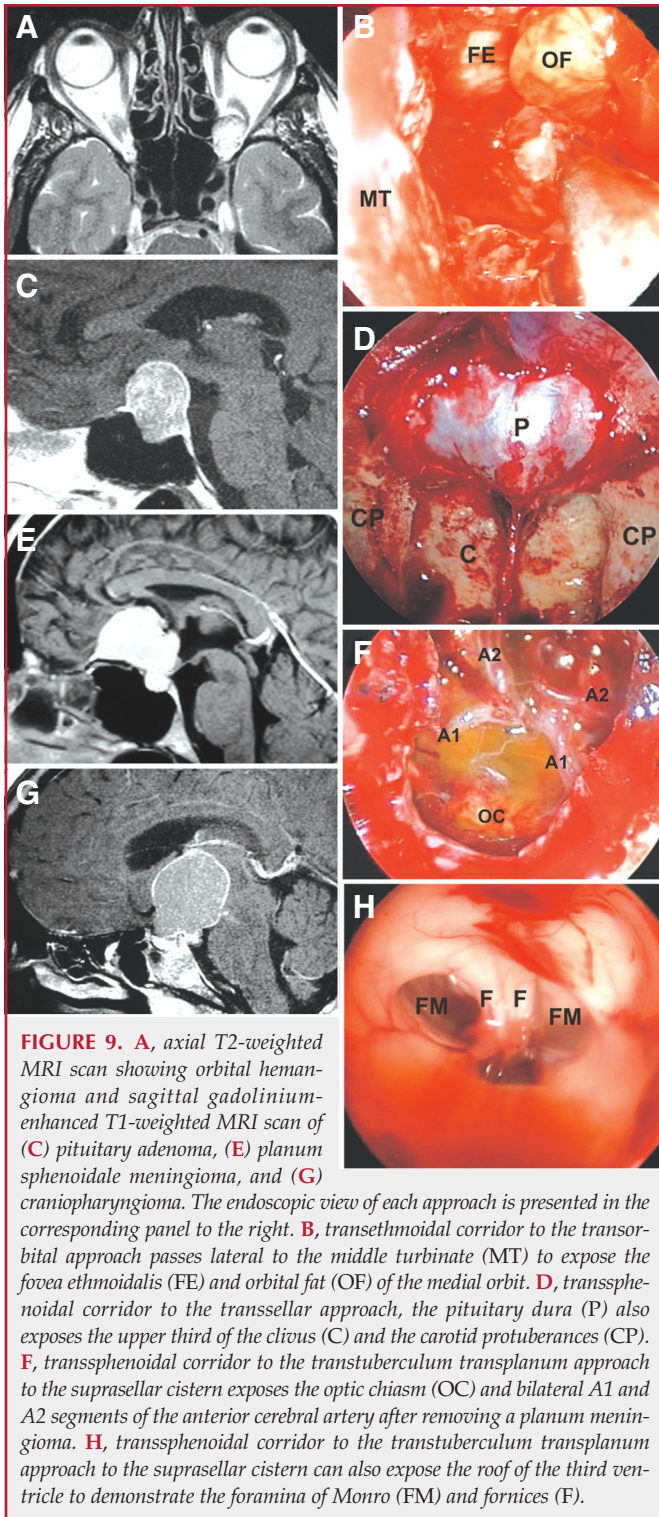 A
B
FE
OF
MT
C
D
P
CP
C
CP
E
F
A2
A2
A1
A1
OC
G
H
FM
F
F
FM
FIGURE 9. A, axial T2-weighted
MRI scan showing orbital heman-
gioma and sagittal gadolinium-
enhanced T1-weighted MRI scan of
(C) pituitary adenoma, (E) planum
sphenoidale meningioma, and (G)
craniopharyngioma. The endoscopic view of each approach is presented in the
corresponding panel to the right. B, transethmoidal corridor to the transor-
bital approach passes lateral to the middle turbinate (MT) to expose the
fovea ethmoidalis (FE) and orbital fat (OF) of the medial orbit. D, transsphe-
noidal corridor to the transsellar approach, the pituitary dura (P) also
exposes the upper third of the clivus (C) and the carotid protuberances (CP).
F, transsphenoidal corridor to the transtuberculum transplanum approach
to the suprasellar cistern exposes the optic chiasm (OC) and bilateral A1 and
A2 segments of the anterior cerebral artery after removing a planum menin-
gioma. H, transsphenoidal corridor to the transtuberculum transplanum
approach to the suprasellar cistern can also expose the roof of the third ven-
tricle to demonstrate the foramina of Monro (FM) and fornices (F).